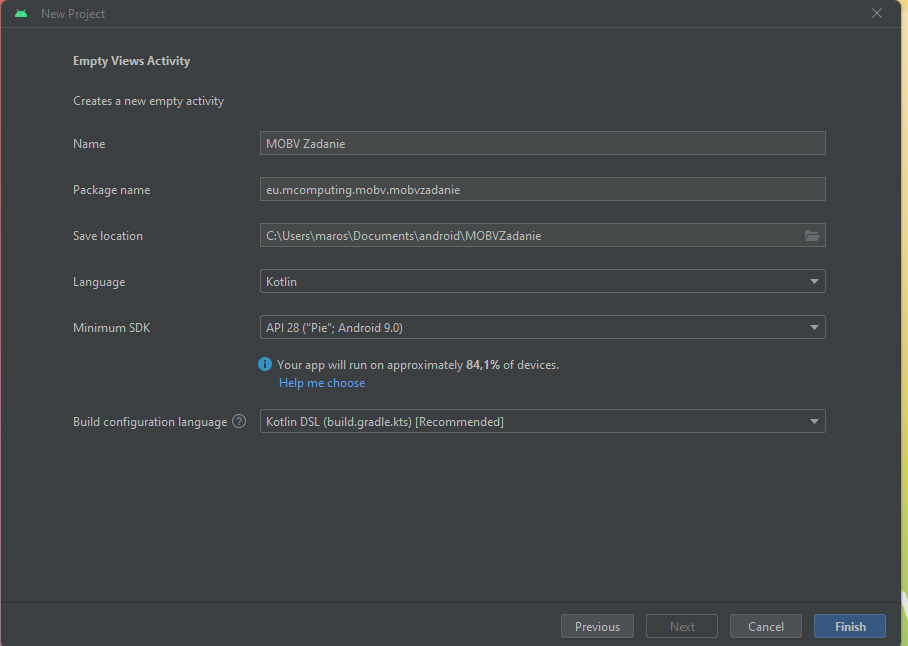 New Project
Empty Views Activity
Creates a new empty activity
Name MOBV Zadanie
Package name eu.mcomputing.mobv.mobvzadanie
Save location C:\Users\maros\Documents\android\MOBVZadanie
Language Kotlin
Minimum SDK API 28 ("Pie"; Android 9.0)
Your app will run on approximately 84,1% of devices.
Help me choose
Build configuration language Kotlin DSL (build.gradle.kts) [Recommended]
Previous Next Cancel Finish